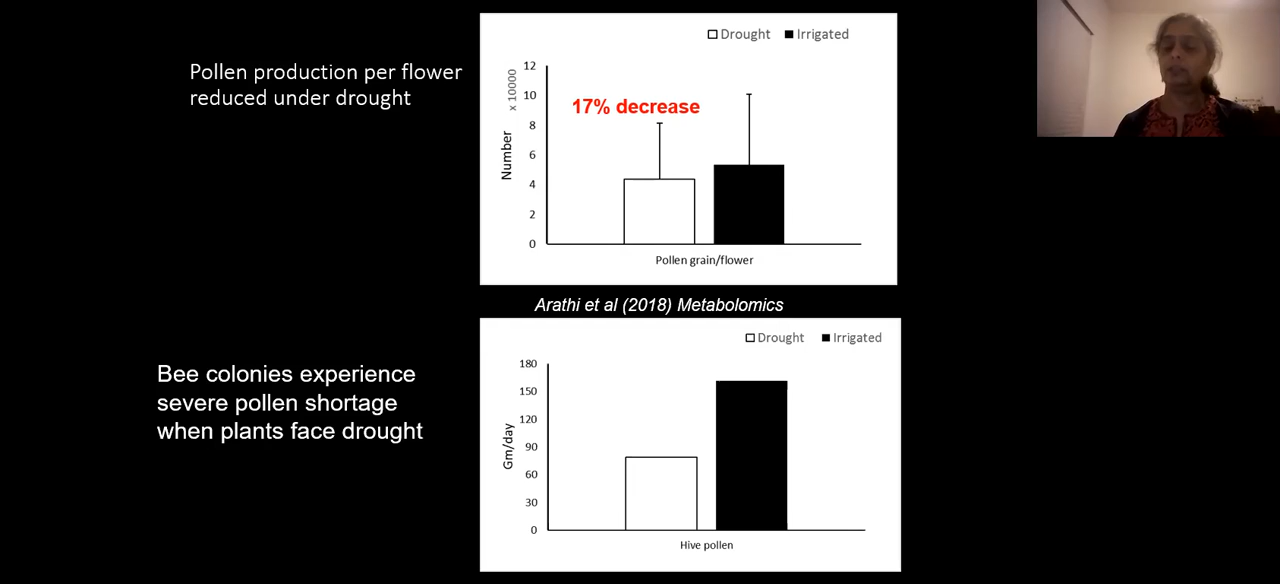 Pollen production per flower
reduced under drought
Drought Irrigated
x 10000
Number
12
10
8
6
4
2
0
17% decrease
Pollen grain/flower
Arathi et al (2018) Metabolomics
Bee colonies experience
severe pollen shortage
when plants face drought
Drought Irrigated
Gm/day
180
150
120
90
60
30
0
Hive pollen